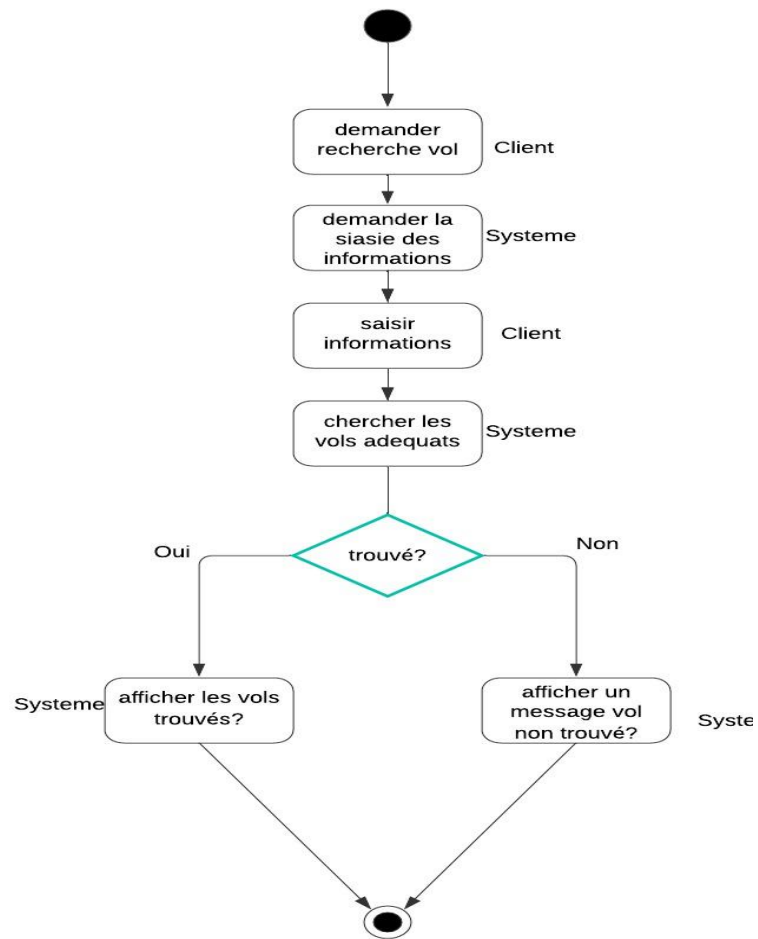 demander
recherche vol
Client
demander la
siasie des
informations
Systeme
saisir
informations
Client
chercher les
vols adequats
Systeme
Oui
trouvé?
Non
Systeme
afficher les vols
trouvés?
afficher un
message vol
non trouvé?
Syste